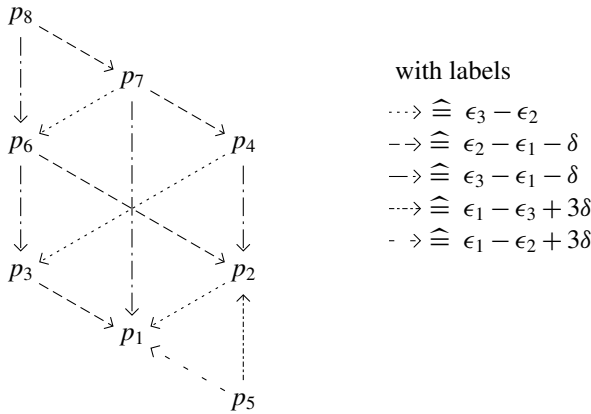 p₈
p₇
with labels
≙ ϵ₃ − ϵ₂
p₆ p₄ ≙ ϵ₂ − ϵ₁ − δ
≙ ϵ₃ − ϵ₁ − δ
≙ ϵ₁ − ϵ₃ + 3δ
≙ ϵ₁ − ϵ₂ + 3δ
p₃ p₂
p₁
p₅